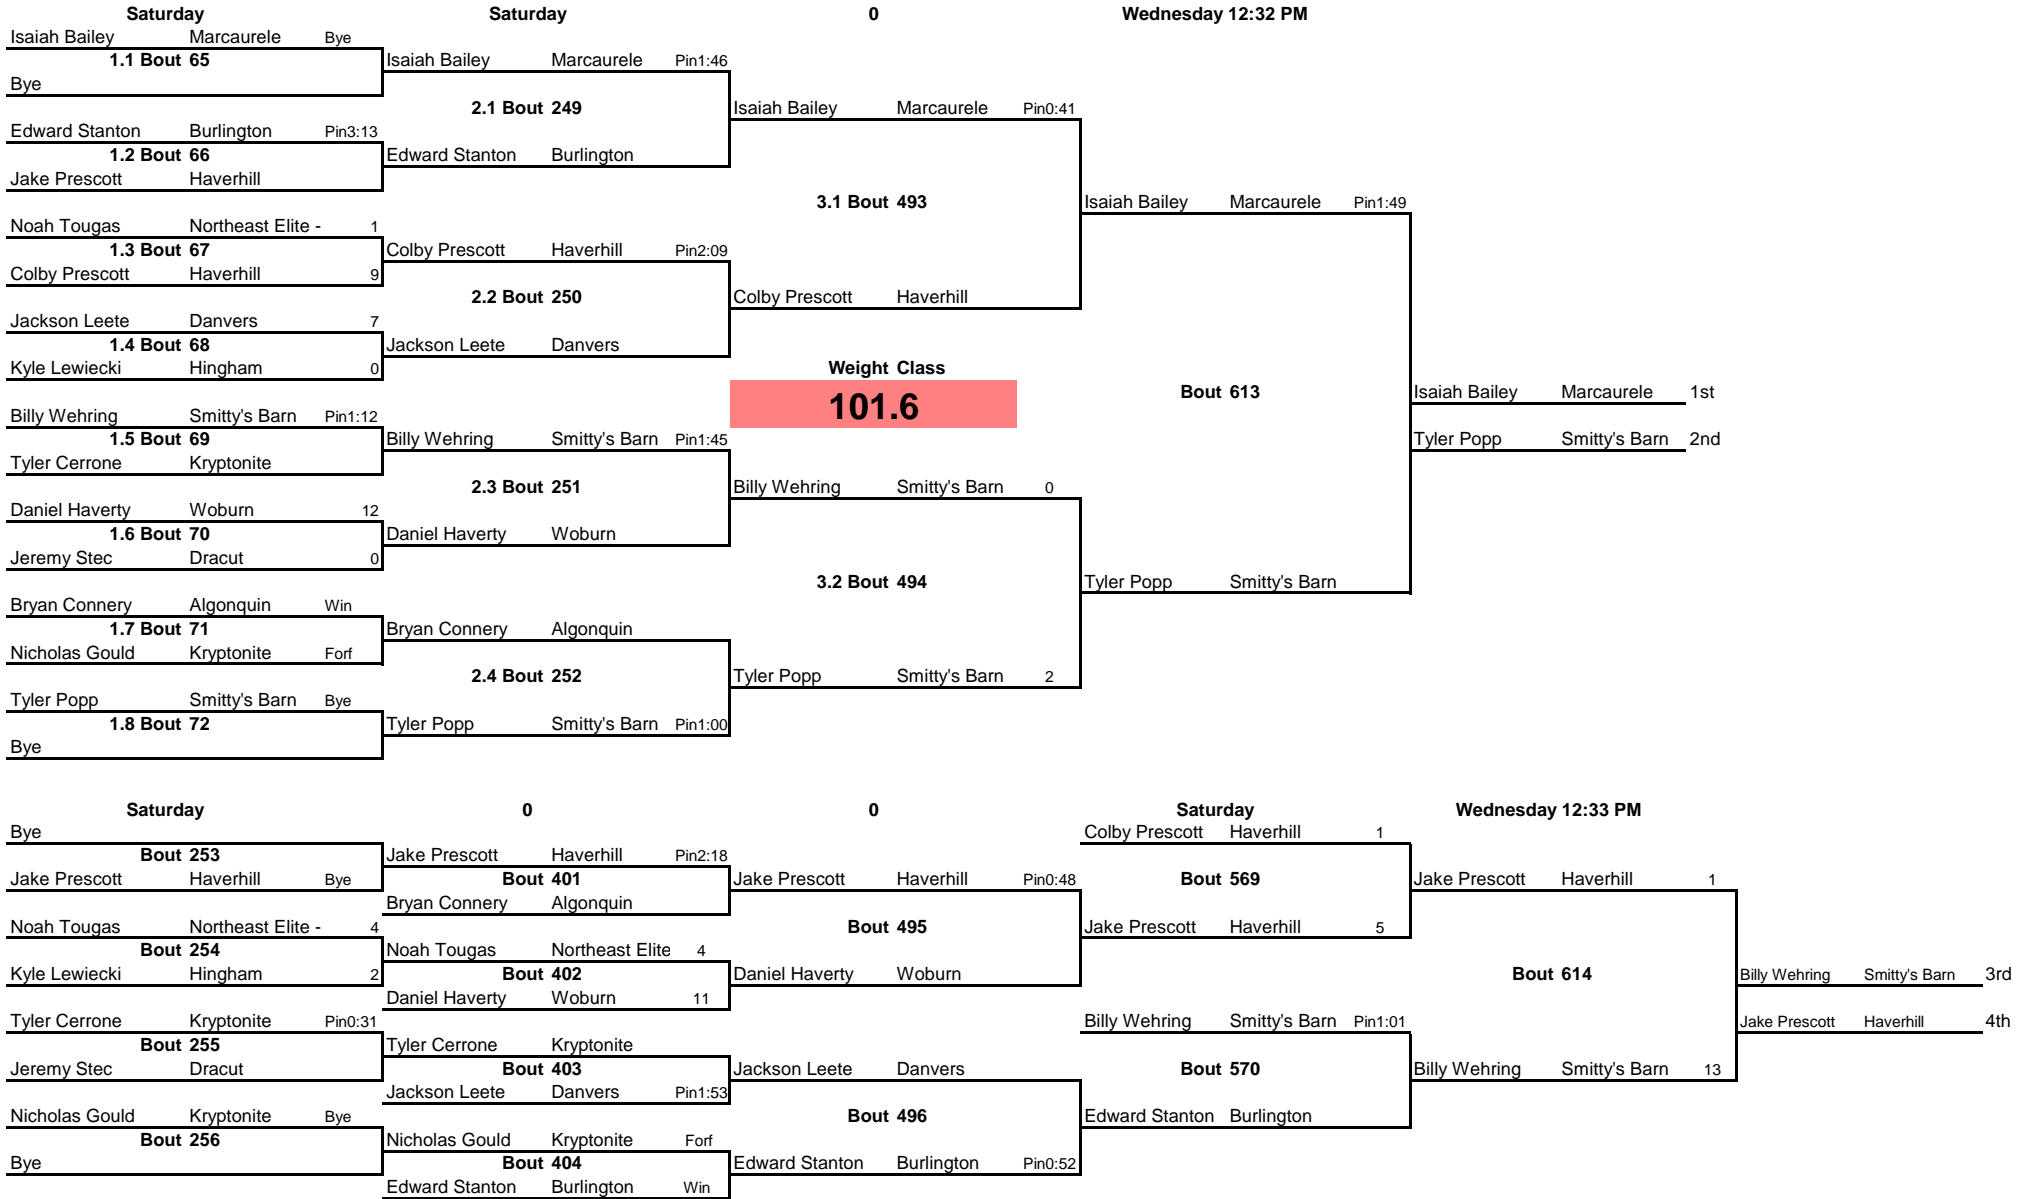 Saturday Saturday 0 Wednesday 12:32 PM
Isaiah Bailey Marcaurele Bye
1.1 Bout 65 Isaiah Bailey Marcaurele Pin1:46
Bye
2.1 Bout 249 Isaiah Bailey Marcaurele Pin0:41
Edward Stanton Burlington Pin3:13
1.2 Bout 66 Edward Stanton Burlington
Jake Prescott Haverhill
3.1 Bout 493 Isaiah Bailey Marcaurele Pin1:49
Noah Tougas Northeast Elite - 1
1.3 Bout 67 Colby Prescott Haverhill Pin2:09
Colby Prescott Haverhill 9
2.2 Bout 250 Colby Prescott Haverhill
Jackson Leete Danvers 7
1.4 Bout 68 Jackson Leete Danvers
Kyle Lewiecki Hingham 0 Weight Class
Bout 613 Isaiah Bailey Marcaurele 1st
101.6
Billy Wehring Smitty's Barn Pin1:12
1.5 Bout 69 Billy Wehring Smitty's Barn Pin1:45 Tyler Popp Smitty's Barn 2nd
Tyler Cerrone Kryptonite
2.3 Bout 251 Billy Wehring Smitty's Barn 0
Daniel Haverty Woburn 12
1.6 Bout 70 Daniel Haverty Woburn
Jeremy Stec Dracut 0
3.2 Bout 494 Tyler Popp Smitty's Barn
Bryan Connery Algonquin Win
1.7 Bout 71 Bryan Connery Algonquin
Nicholas Gould Kryptonite Forf
2.4 Bout 252 Tyler Popp Smitty's Barn 2
Tyler Popp Smitty's Barn Bye
1.8 Bout 72 Tyler Popp Smitty's Barn Pin1:00
Bye
Saturday 0 0 Saturday Wednesday 12:33 PM
Bye Colby Prescott Haverhill 1
Bout 253 Jake Prescott Haverhill Pin2:18
Jake Prescott Haverhill Bye Bout 401 Jake Prescott Haverhill Pin0:48 Bout 569 Jake Prescott Haverhill 1
Bryan Connery Algonquin
Noah Tougas Northeast Elite - 4 Bout 495 Jake Prescott Haverhill 5
Bout 254 Noah Tougas Northeast Elite 4
Kyle Lewiecki Hingham 2 Bout 402 Daniel Haverty Woburn Bout 614 Billy Wehring Smitty's Barn 3rd
Daniel Haverty Woburn 11
Tyler Cerrone Kryptonite Pin0:31 Billy Wehring Smitty's Barn Pin1:01 Jake Prescott Haverhill 4th
Bout 255 Tyler Cerrone Kryptonite
Jeremy Stec Dracut Bout 403 Jackson Leete Danvers Bout 570 Billy Wehring Smitty's Barn 13
Jackson Leete Danvers Pin1:53
Nicholas Gould Kryptonite Bye Bout 496 Edward Stanton Burlington
Bout 256 Nicholas Gould Kryptonite Forf
Bye Bout 404 Edward Stanton Burlington Pin0:52
Edward Stanton Burlington Win